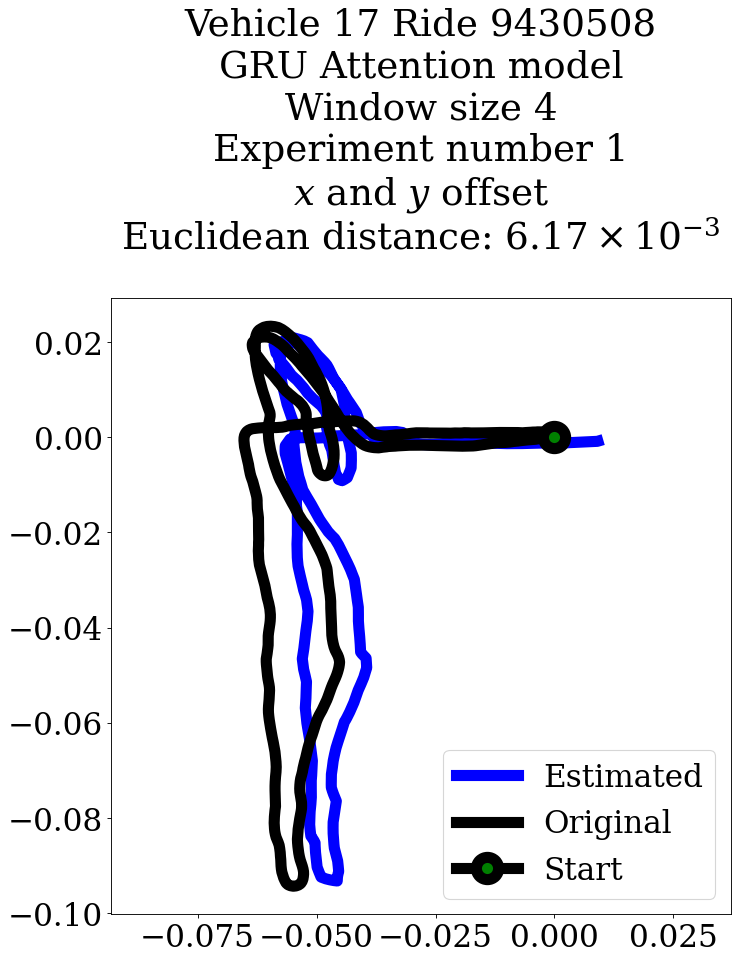 Vehicle 17 Ride 9430508
GRU Attention model
Window size 4
Experiment number 1
x and y offset
Euclidean distance: 6.17 × 10⁻³
0.02
0.00
−0.02
−0.04
−0.06
−0.08
−0.10
Estimated
Original
Start
−0.075 −0.050 −0.025 0.000 0.025